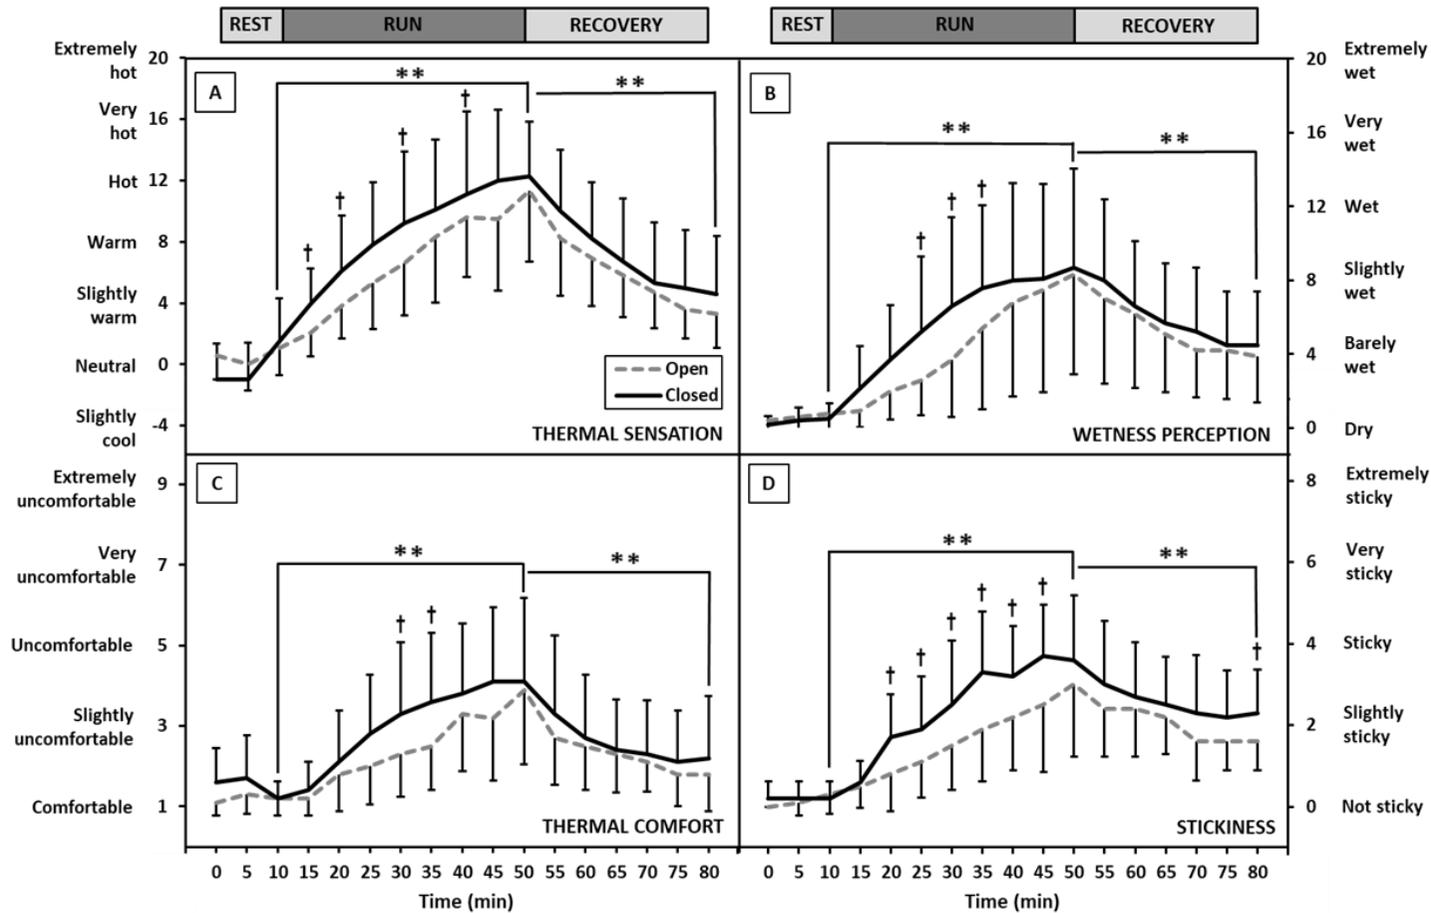 REST RUN RECOVERY REST RUN RECOVERY
Extremely
hot
Very
hot
Hot
Warm
Slightly
warm
Neutral
Slightly
cool
20
16
12
8
4
0
-4
A
** **
† † † †
Open
Closed
THERMAL SENSATION
B
** **
† † †
WETNESS PERCEPTION
20
16
12
8
4
0
Extremely
wet
Very
wet
Wet
Slightly
wet
Barely
wet
Dry
Extremely
uncomfortable
Very
uncomfortable
Uncomfortable
Slightly
uncomfortable
Comfortable
9
7
5
3
1
C
** **
† †
THERMAL COMFORT
D
** **
† † † † † † †
STICKINESS
8
6
4
2
0
Extremely
sticky
Very
sticky
Sticky
Slightly
sticky
Not sticky
0 5 10 15 20 25 30 35 40 45 50 55 60 65 70 75 80
Time (min)
0 5 10 15 20 25 30 35 40 45 50 55 60 65 70 75 80
Time (min)